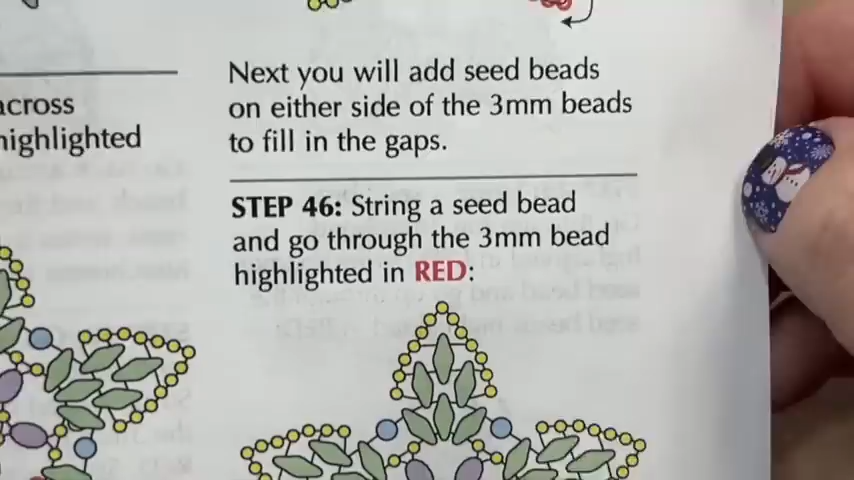 across
highlighted
Next you will add seed beads
on either side of the 3mm beads
to fill in the gaps.
STEP 46: String a seed bead
and go through the 3mm bead
highlighted in RED: